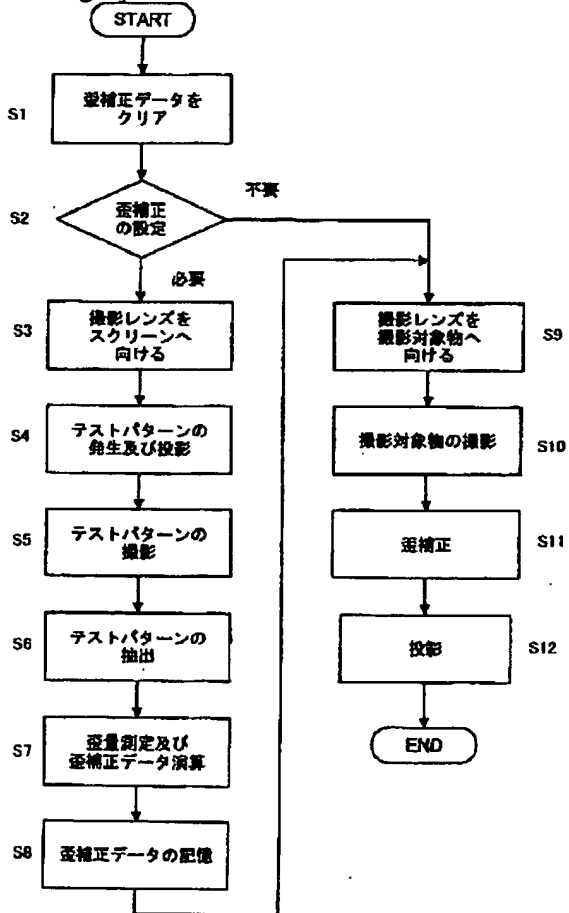 START
S1
歪補正データを
クリア
S2
歪補正
の設定
不要
必要
S3
撮影レンズを
スクリーンへ
向ける
S4
テストパターンの
発生及び投影
S5
テストパターンの
撮影
S6
テストパターンの
抽出
S7
歪量測定及び
歪補正データ演算
S8
歪補正データの記憶
撮影レンズを
撮影対象物へ
向ける
S9
撮影対象物の撮影
S10
歪補正
S11
投影
S12
END